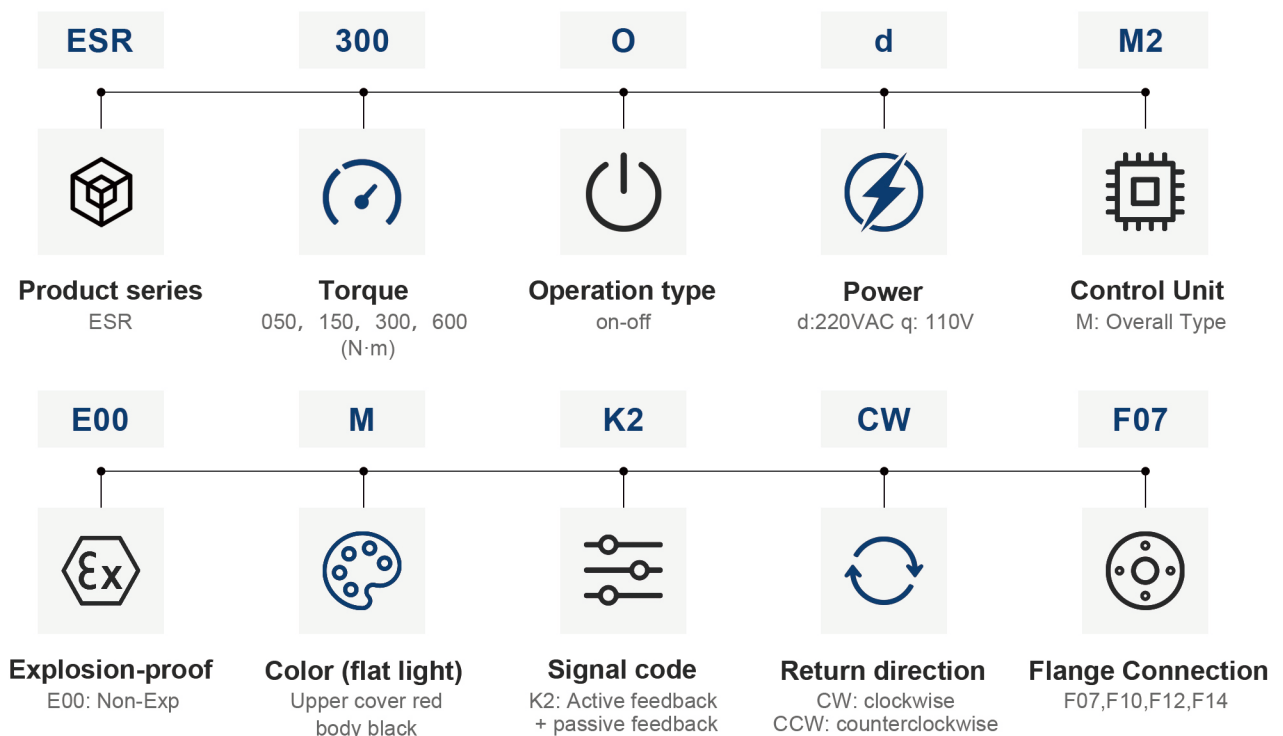 ESR 300 O d M2
Product series Torque Operation type Power Control Unit
ESR 050, 150, 300, 600 on-off d:220VAC q: 110V M: Overall Type
(N·m)
E00 M K2 CW F07
Ex
Explosion-proof Color (flat light) Signal code Return direction Flange Connection
E00: Non-Exp Upper cover red K2: Active feedback CW: clockwise F07,F10,F12,F14
body black + passive feedback CCW: counterclockwise